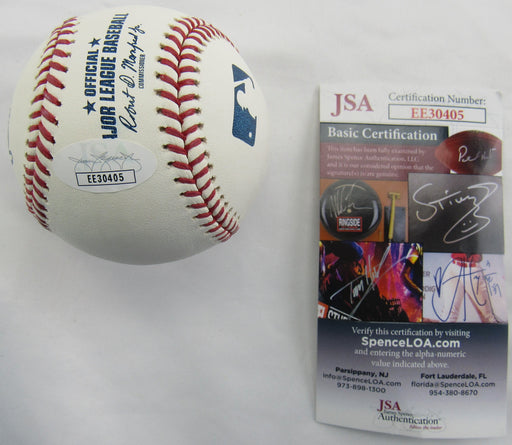 OFFICIAL
MAJOR LEAGUE BASEBALL
Robert D. Manfred Jr.
COMMISSIONER
EE30405
JSA
Certification Number:
EE30405
Basic Certification
This item has been fully examined by
James Spence Authentication, LLC
and it is our considered opinion that the
signature(s) is are genuine.
RINGSIDE
Verify this certification by visiting
SpenceLOA.com
and entering the alpha-numeric
value indicated above.
Parsippany, NJ
info@SpenceLOA.com
973-898-1300
Fort Lauderdale, FL
florida@SpenceLOA.com
954-380-8670
JSA
James Spence
Authentication